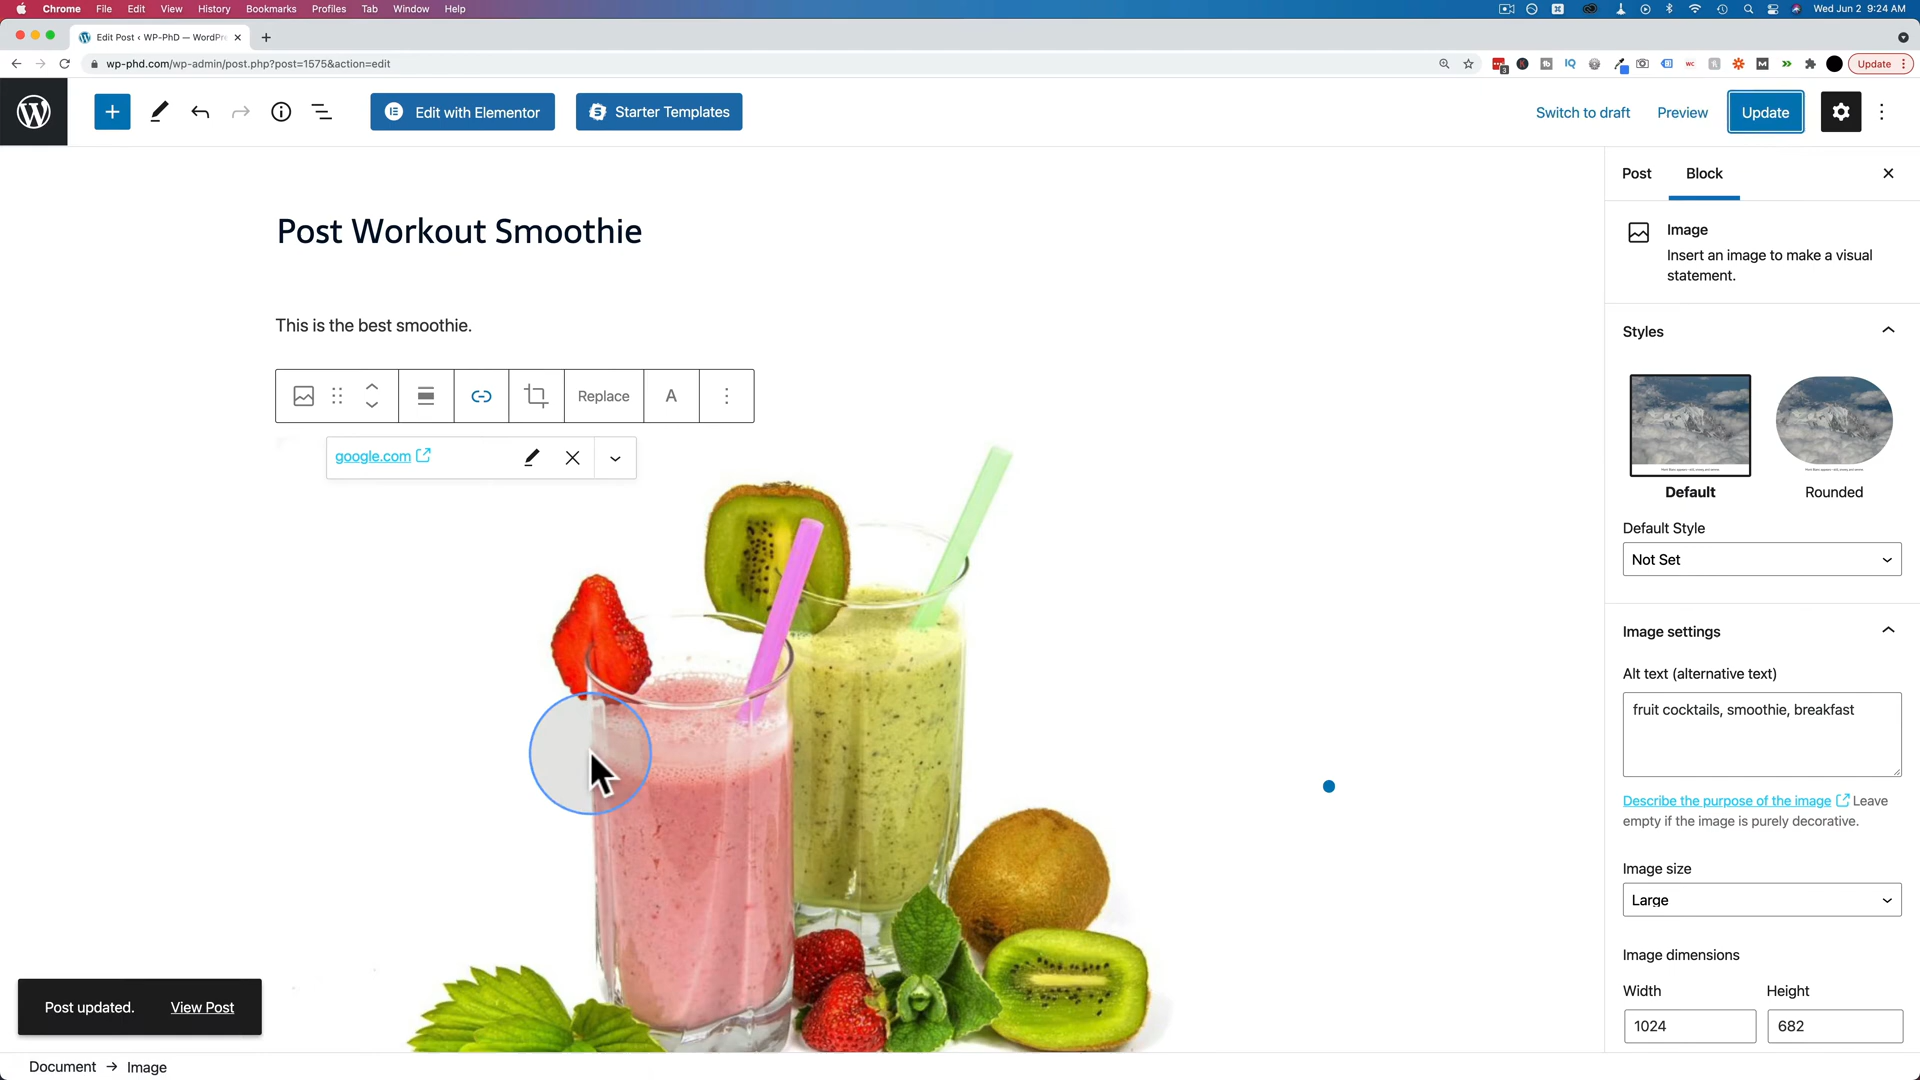 Chrome File Edit View History Bookmarks Profiles Tab Window Help
Wed Jun 2 9:24 AM
Edit Post ‹ WP-PhD — WordPr
wp-phd.com/wp-admin/post.php?post=1575&action=edit
Update
Edit with Elementor
Starter Templates
Switch to draft
Preview
Update
Post
Block
Image
Insert an image to make a visual
statement.
Post Workout Smoothie
This is the best smoothie.
Replace
A
google.com
Styles
Default
Rounded
Default Style
Not Set
Image settings
Alt text (alternative text)
fruit cocktails, smoothie, breakfast
Describe the purpose of the image Leave
empty if the image is purely decorative.
Image size
Large
Image dimensions
Width
Height
1024
682
Post updated.
View Post
Document → Image